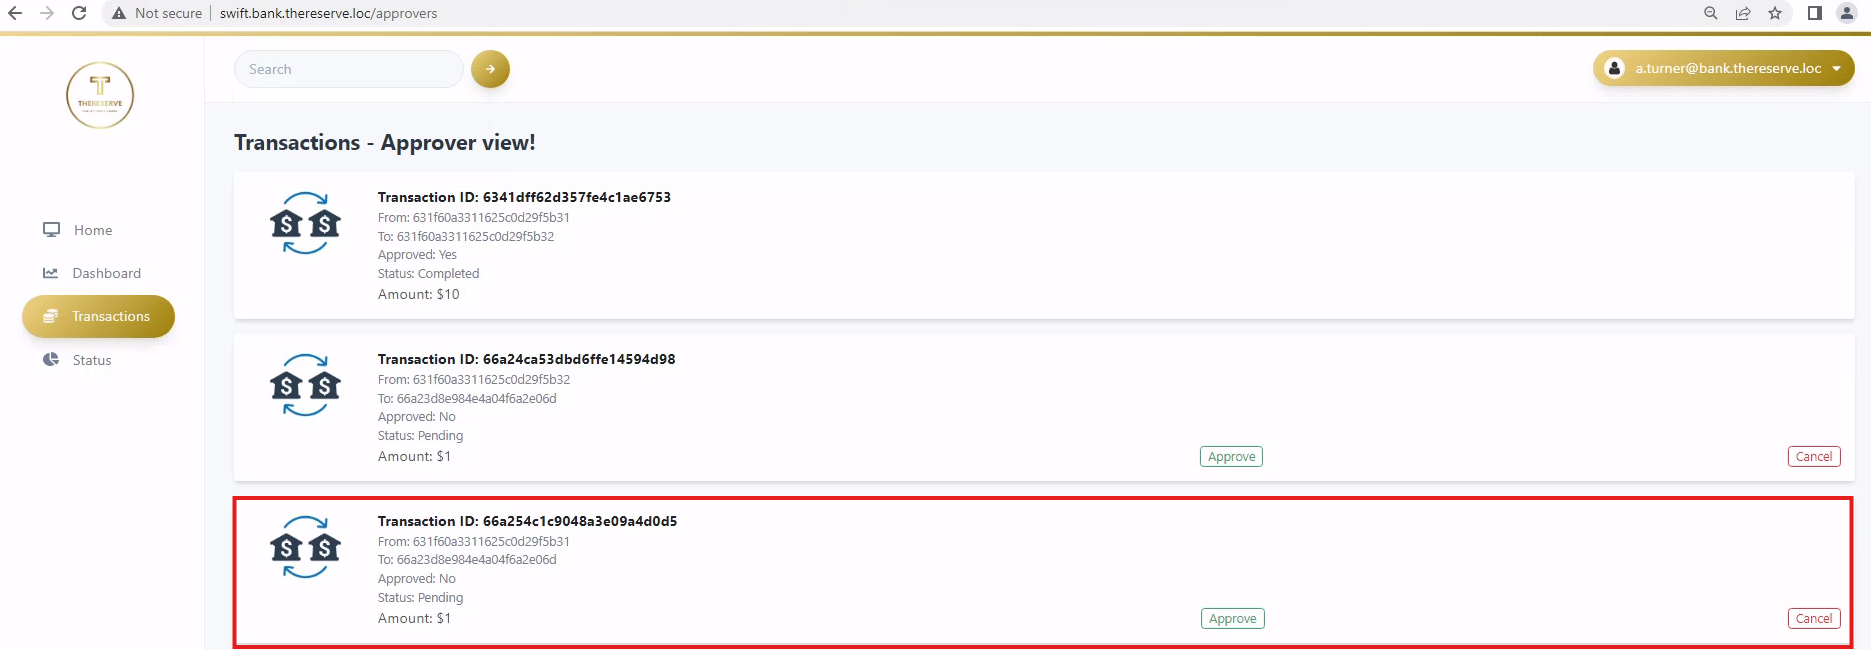 Not secure | swift.bank.thereserve.loc/approvers
THERESERVE
Search
a.turner@bank.thereserve.loc
Home
Dashboard
Transactions
Status
Transactions - Approver view!
Transaction ID: 6341dff62d357fe4c1ae6753
From: 631f60a3311625c0d29f5b31
To: 631f60a3311625c0d29f5b32
Approved: Yes
Status: Completed
Amount: $10
Transaction ID: 66a24ca53dbd6ffe14594d98
From: 631f60a3311625c0d29f5b32
To: 66a23d8e984e4a04f6a2e06d
Approved: No
Status: Pending
Amount: $1
Approve
Cancel
Transaction ID: 66a254c1c9048a3e09a4d0d5
From: 631f60a3311625c0d29f5b31
To: 66a23d8e984e4a04f6a2e06d
Approved: No
Status: Pending
Amount: $1
Approve
Cancel